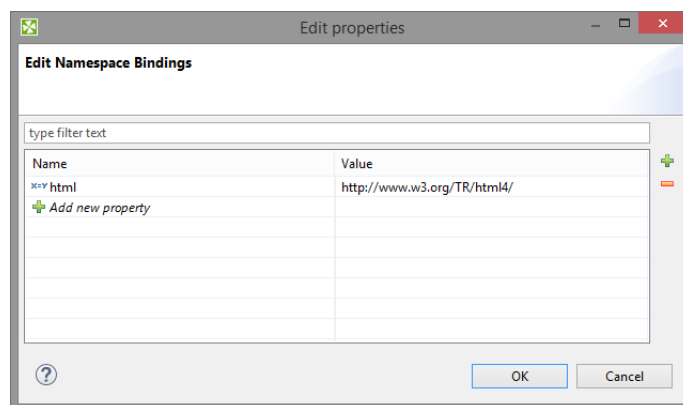 Edit properties
Edit Namespace Bindings
type filter text
Name Value
x=y html http://www.w3.org/TR/html4/
Add new property
?
OK Cancel